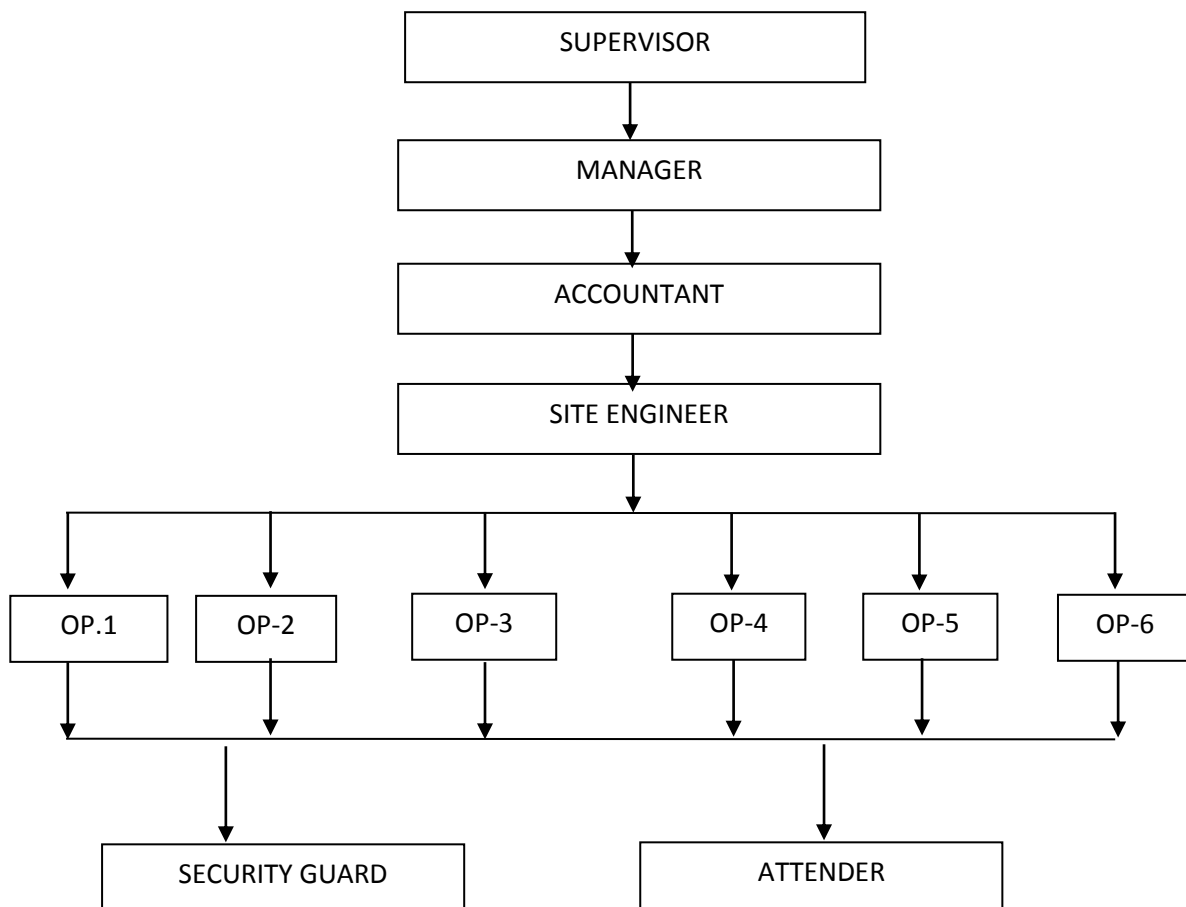 SUPERVISOR
MANAGER
ACCOUNTANT
SITE ENGINEER
OP.1
OP-2
OP-3
OP-4
OP-5
OP-6
SECURITY GUARD
ATTENDER